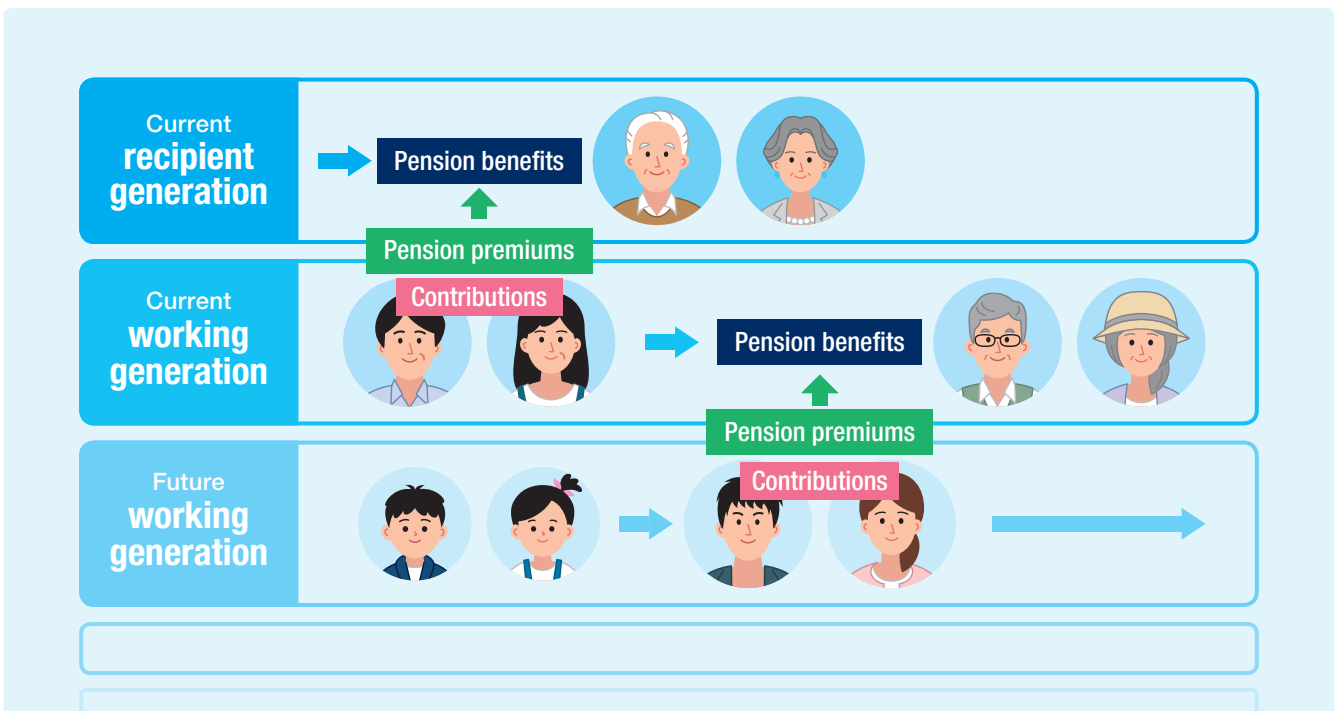 Current
recipient
generation
Pension benefits
Pension premiums
Contributions
Current
working
generation
Pension benefits
Pension premiums
Contributions
Future
working
generation